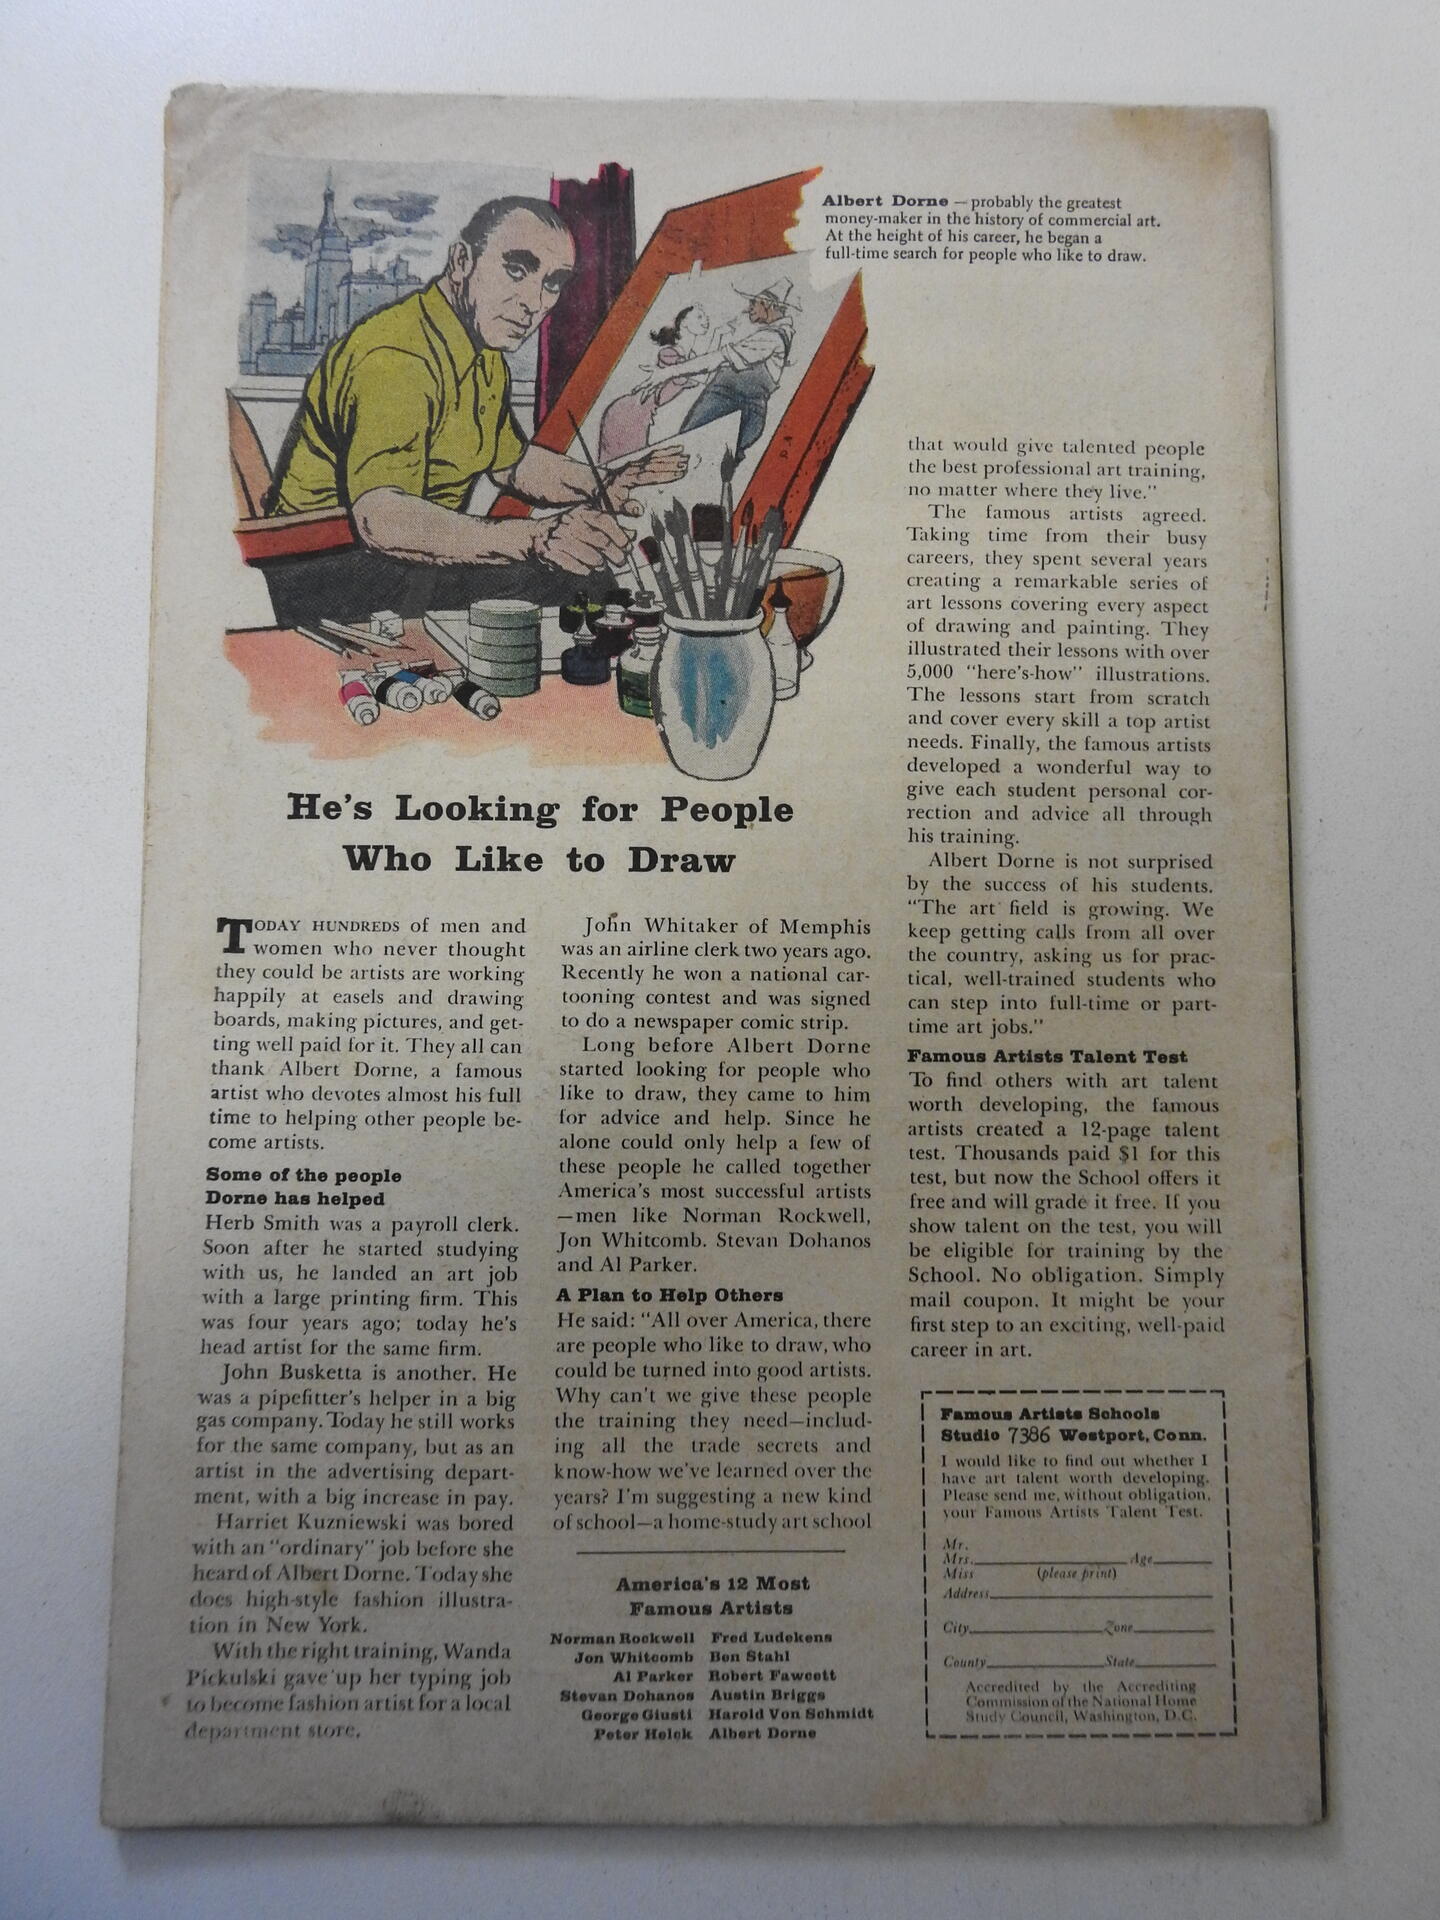 Albert Dorne — probably the greatest
money-maker in the history of commercial art.
At the height of his career, he began a
full-time search for people who like to draw.
He's Looking for People
Who Like to Draw
TODAY HUNDREDS of men and
women who never thought
they could be artists are working
happily at easels and drawing
boards, making pictures, and get-
ting well paid for it. They all can
thank Albert Dorne, a famous
artist who devotes almost his full
time to helping other people be-
come artists.
Some of the people
Dorne has helped
Herb Smith was a payroll clerk.
Soon after he started studying
with us, he landed an art job
with a large printing firm. This
was four years ago; today he's
head artist for the same firm.
John Busketta is another. He
was a pipefitter's helper in a big
gas company. Today he still works
for the same company, but as an
artist in the advertising depart-
ment, with a big increase in pay.
Harriet Kuzniewski was bored
with an "ordinary" job before she
heard of Albert Dorne. Today she
does high-style fashion illustra-
tion in New York.
With the right training, Wanda
Pickulski gave up her typing job
to become fashion artist for a local
department store.
John Whitaker of Memphis
was an airline clerk two years ago.
Recently he won a national car-
tooning contest and was signed
to do a newspaper comic strip.
Long before Albert Dorne
started looking for people who
like to draw, they came to him
for advice and help. Since he
alone could only help a few of
these people he called together
America's most successful artists
—men like Norman Rockwell,
Jon Whitcomb. Stevan Dohanos
and Al Parker.
A Plan to Help Others
He said: "All over America, there
are people who like to draw, who
could be turned into good artists.
Why can't we give these people
the training they need—includ-
ing all the trade secrets and
know-how we've learned over the
years? I'm suggesting a new kind
of school—a home-study art school
America's 12 Most
Famous Artists
Norman Rockwell Fred Ludekens
Jon Whitcomb Ben Stahl
Al Parker Robert Fawcett
Stevan Dohanos Austin Briggs
George Giusti Harold Von Schmidt
Peter Helck Albert Dorne
that would give talented people
the best professional art training,
no matter where they live."
The famous artists agreed.
Taking time from their busy
careers, they spent several years
creating a remarkable series of
art lessons covering every aspect
of drawing and painting. They
illustrated their lessons with over
5,000 "here's-how" illustrations.
The lessons start from scratch
and cover every skill a top artist
needs. Finally, the famous artists
developed a wonderful way to
give each student personal cor-
rection and advice all through
his training.
Albert Dorne is not surprised
by the success of his students.
"The art field is growing. We
keep getting calls from all over
the country, asking us for prac-
tical, well-trained students who
can step into full-time or part-
time art jobs."
Famous Artists Talent Test
To find others with art talent
worth developing, the famous
artists created a 12-page talent
test. Thousands paid $1 for this
test, but now the School offers it
free and will grade it free. If you
show talent on the test, you will
be eligible for training by the
School. No obligation. Simply
mail coupon. It might be your
first step to an exciting, well-paid
career in art.
Famous Artists Schools
Studio 7386 Westport, Conn.
I would like to find out whether I
have art talent worth developing.
Please send me, without obligation,
your Famous Artists Talent Test.
Mr.
Mrs. Age
Miss (please print)
Address
City Zone
County State
Accredited by the Accrediting
Commission of the National Home
Study Council, Washington, D.C.